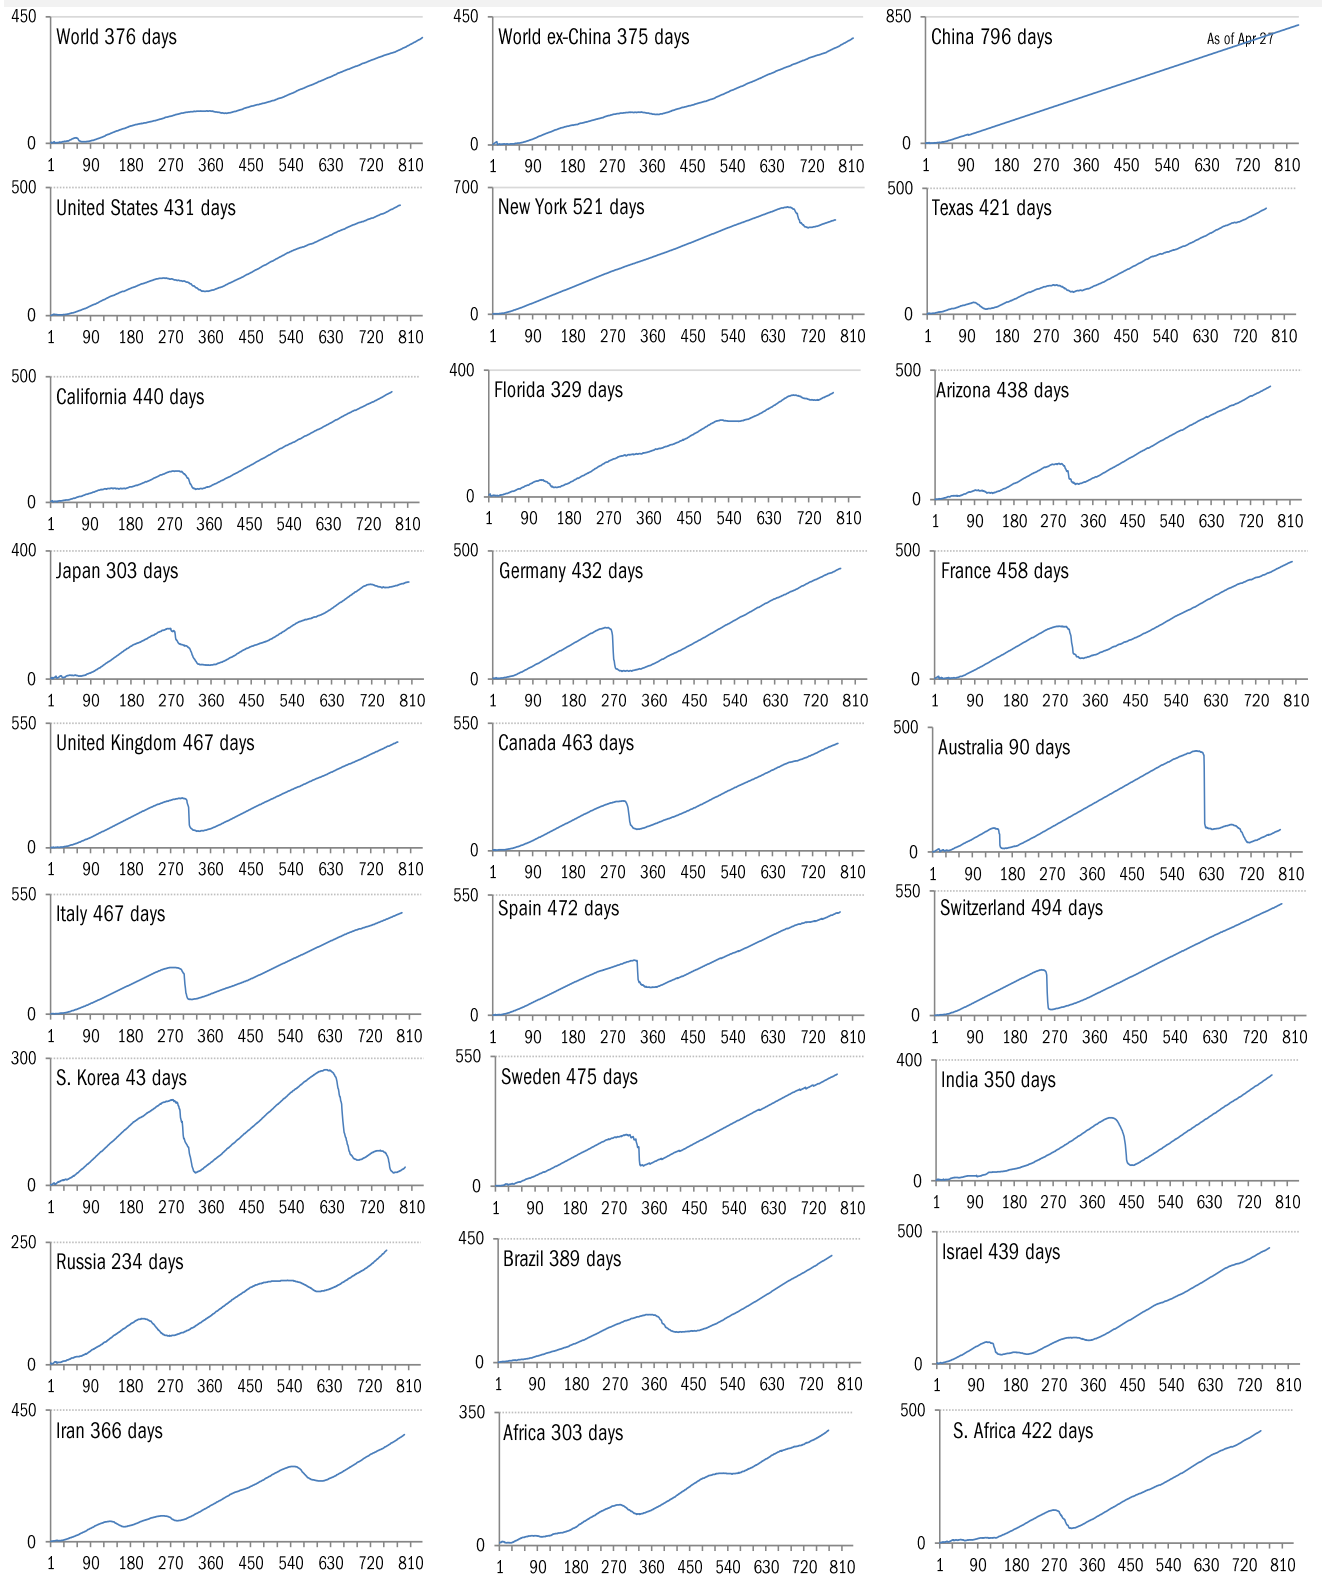 450
World 376 days
0
1 90 180 270 360 450 540 630 720 810
450
World ex-China 375 days
0
1 90 180 270 360 450 540 630 720 810
850
China 796 days
As of Apr 27
0
1 90 180 270 360 450 540 630 720 810
500
United States 431 days
0
1 90 180 270 360 450 540 630 720 810
700
New York 521 days
0
1 90 180 270 360 450 540 630 720 810
500
Texas 421 days
0
1 90 180 270 360 450 540 630 720 810
500
California 440 days
0
1 90 180 270 360 450 540 630 720 810
400
Florida 329 days
0
1 90 180 270 360 450 540 630 720 810
500
Arizona 438 days
0
1 90 180 270 360 450 540 630 720 810
400
Japan 303 days
0
1 90 180 270 360 450 540 630 720 810
500
Germany 432 days
0
1 90 180 270 360 450 540 630 720 810
500
France 458 days
0
1 90 180 270 360 450 540 630 720 810
550
United Kingdom 467 days
0
1 90 180 270 360 450 540 630 720 810
550
Canada 463 days
0
1 90 180 270 360 450 540 630 720 810
500
Australia 90 days
0
1 90 180 270 360 450 540 630 720 810
550
Italy 467 days
0
1 90 180 270 360 450 540 630 720 810
550
Spain 472 days
0
1 90 180 270 360 450 540 630 720 810
550
Switzerland 494 days
0
1 90 180 270 360 450 540 630 720 810
300
S. Korea 43 days
0
1 90 180 270 360 450 540 630 720 810
550
Sweden 475 days
0
1 90 180 270 360 450 540 630 720 810
400
India 350 days
0
1 90 180 270 360 450 540 630 720 810
250
Russia 234 days
0
1 90 180 270 360 450 540 630 720 810
450
Brazil 389 days
0
1 90 180 270 360 450 540 630 720 810
500
Israel 439 days
0
1 90 180 270 360 450 540 630 720 810
450
Iran 366 days
0
1 90 180 270 360 450 540 630 720 810
350
Africa 303 days
0
1 90 180 270 360 450 540 630 720 810
500
S. Africa 422 days
0
1 90 180 270 360 450 540 630 720 810